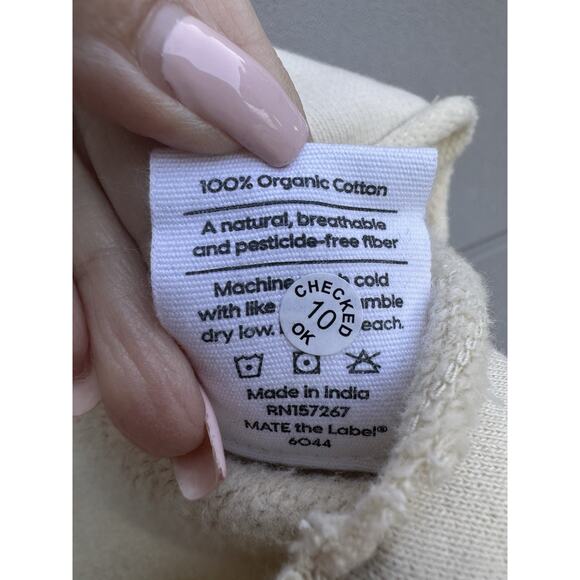 100% Organic Cotton
A natural, breathable
and pesticide-free fiber
Machine cold
with like umble
dry low. each.
CHECKED
10
OK
Made in India
RN157267
MATE the Label®
6044